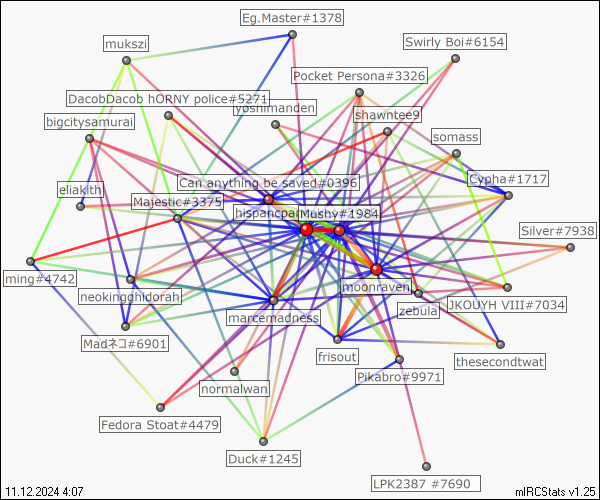 Eg.Master#1378
mukszi
Swirly Boi#6154
Pocket Persona#3326
DacobDacob hORNY police#5271
yoshimanden
shawntee9
bigcitysamurai
somass
Can anything be saved#0396
Cypha#1717
eliakith
Majestic#3375
hispancpa
Mushy#1984
Silver#7938
ming#4742
moonraven
neokingghidorah
JKOUYH VIII#7034
zebula
marcemadness
Madネコ#6901
frisout
thesecondtwat
Pikabro#9971
normalwan
Fedora Stoat#4479
Duck#1245
LPK2387 #7690
11.12.2024 4:07
mIRCStats v1.25